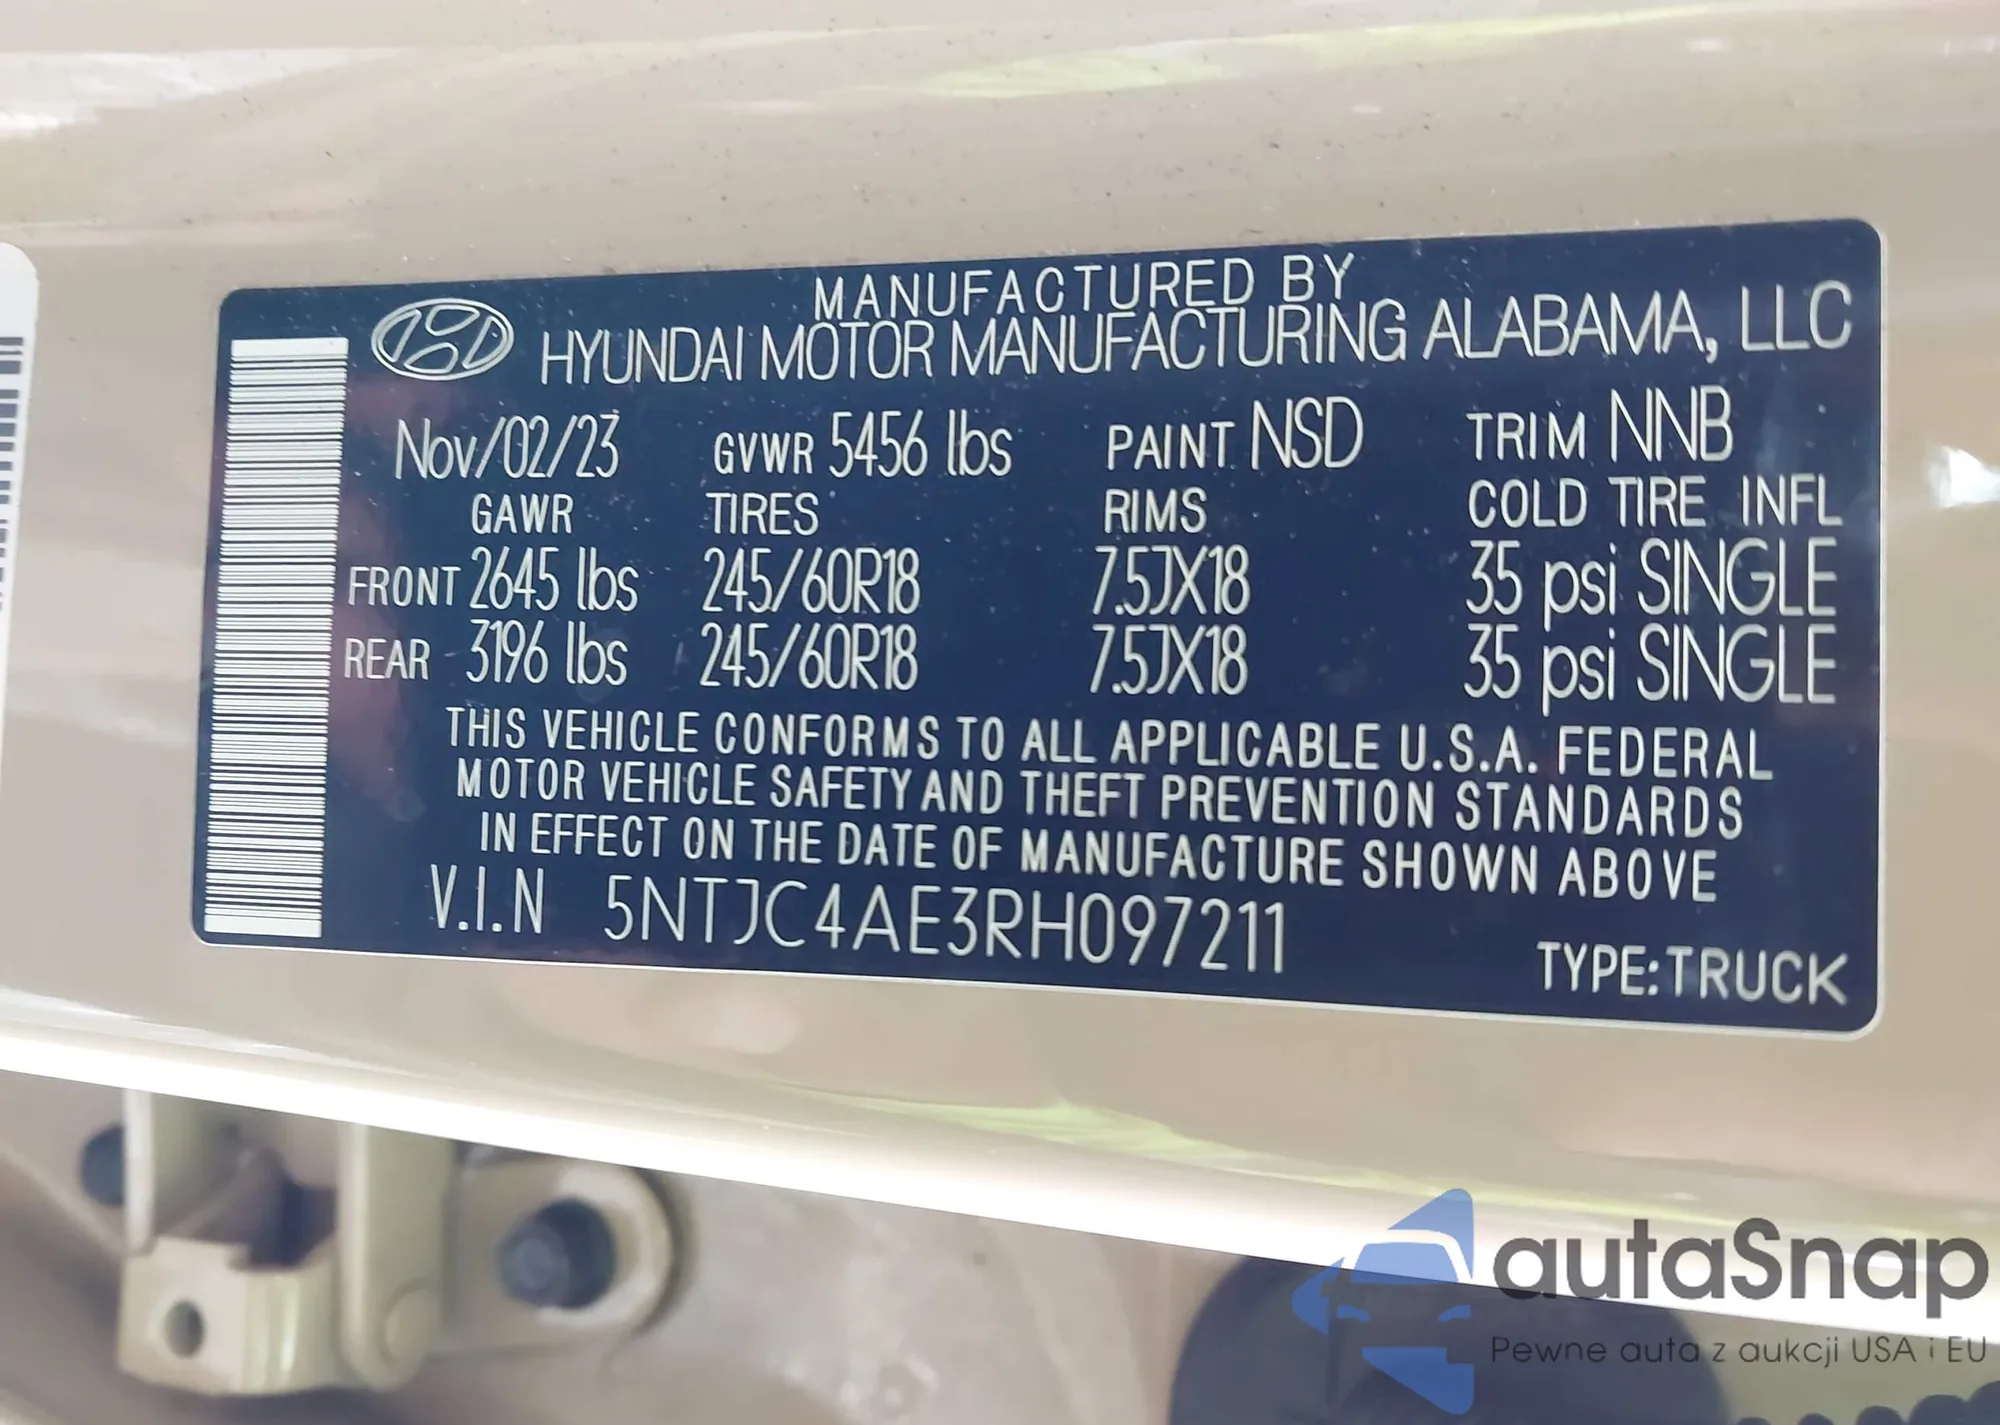 MANUFACTURED BY
HYUNDAI MOTOR MANUFACTURING ALABAMA, LLC
Nov/02/23 GVWR 5456 lbs PAINT NSD TRIM NNB
GAWR TIRES RIMS COLD TIRE INFL
FRONT 2645 lbs 245/60R18 7.5JX18 35 psi SINGLE
REAR 3196 lbs 245/60R18 7.5JX18 35 psi SINGLE
THIS VEHICLE CONFORMS TO ALL APPLICABLE U.S.A. FEDERAL
MOTOR VEHICLE SAFETY AND THEFT PREVENTION STANDARDS
IN EFFECT ON THE DATE OF MANUFACTURE SHOWN ABOVE
V.I.N 5NTJC4AE3RH097211
TYPE:TRUCK
autaSnap
Pewne auta z aukcji USA i EU